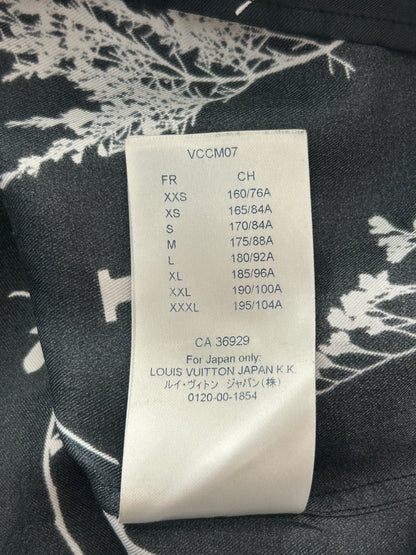 VCCM07
FR CH
XXS 160/76A
XS 165/84A
S 170/84A
M 175/88A
L 180/92A
XL 185/96A
XXL 190/100A
XXXL 195/104A
CA 36929
For Japan only:
LOUIS VUITTON JAPAN K.K.
ルイ・ヴィトン ジャパン(株)
0120-00-1854